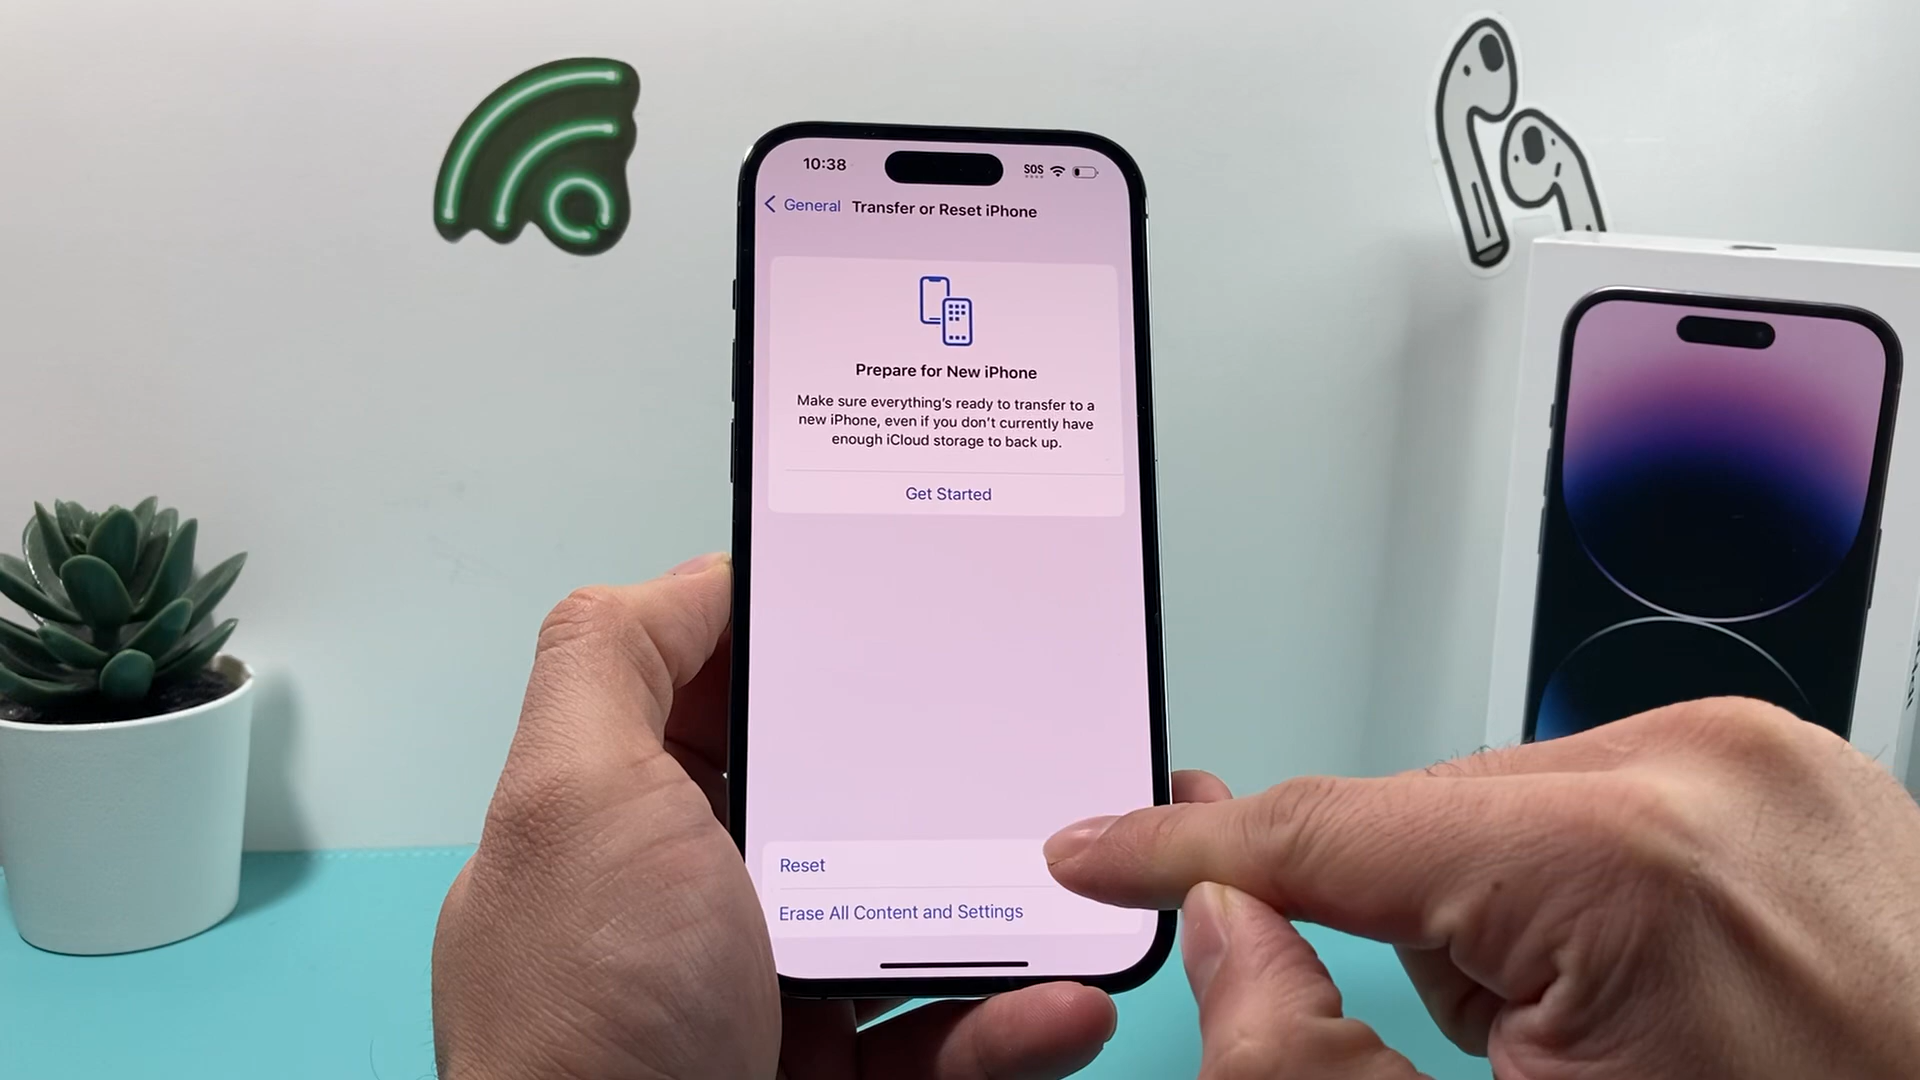 10:38
SOS
General
Transfer or Reset iPhone
Prepare for New iPhone
Make sure everything's ready to transfer to a
new iPhone, even if you don't currently have
enough iCloud storage to back up.
Get Started
Reset
Erase All Content and Settings